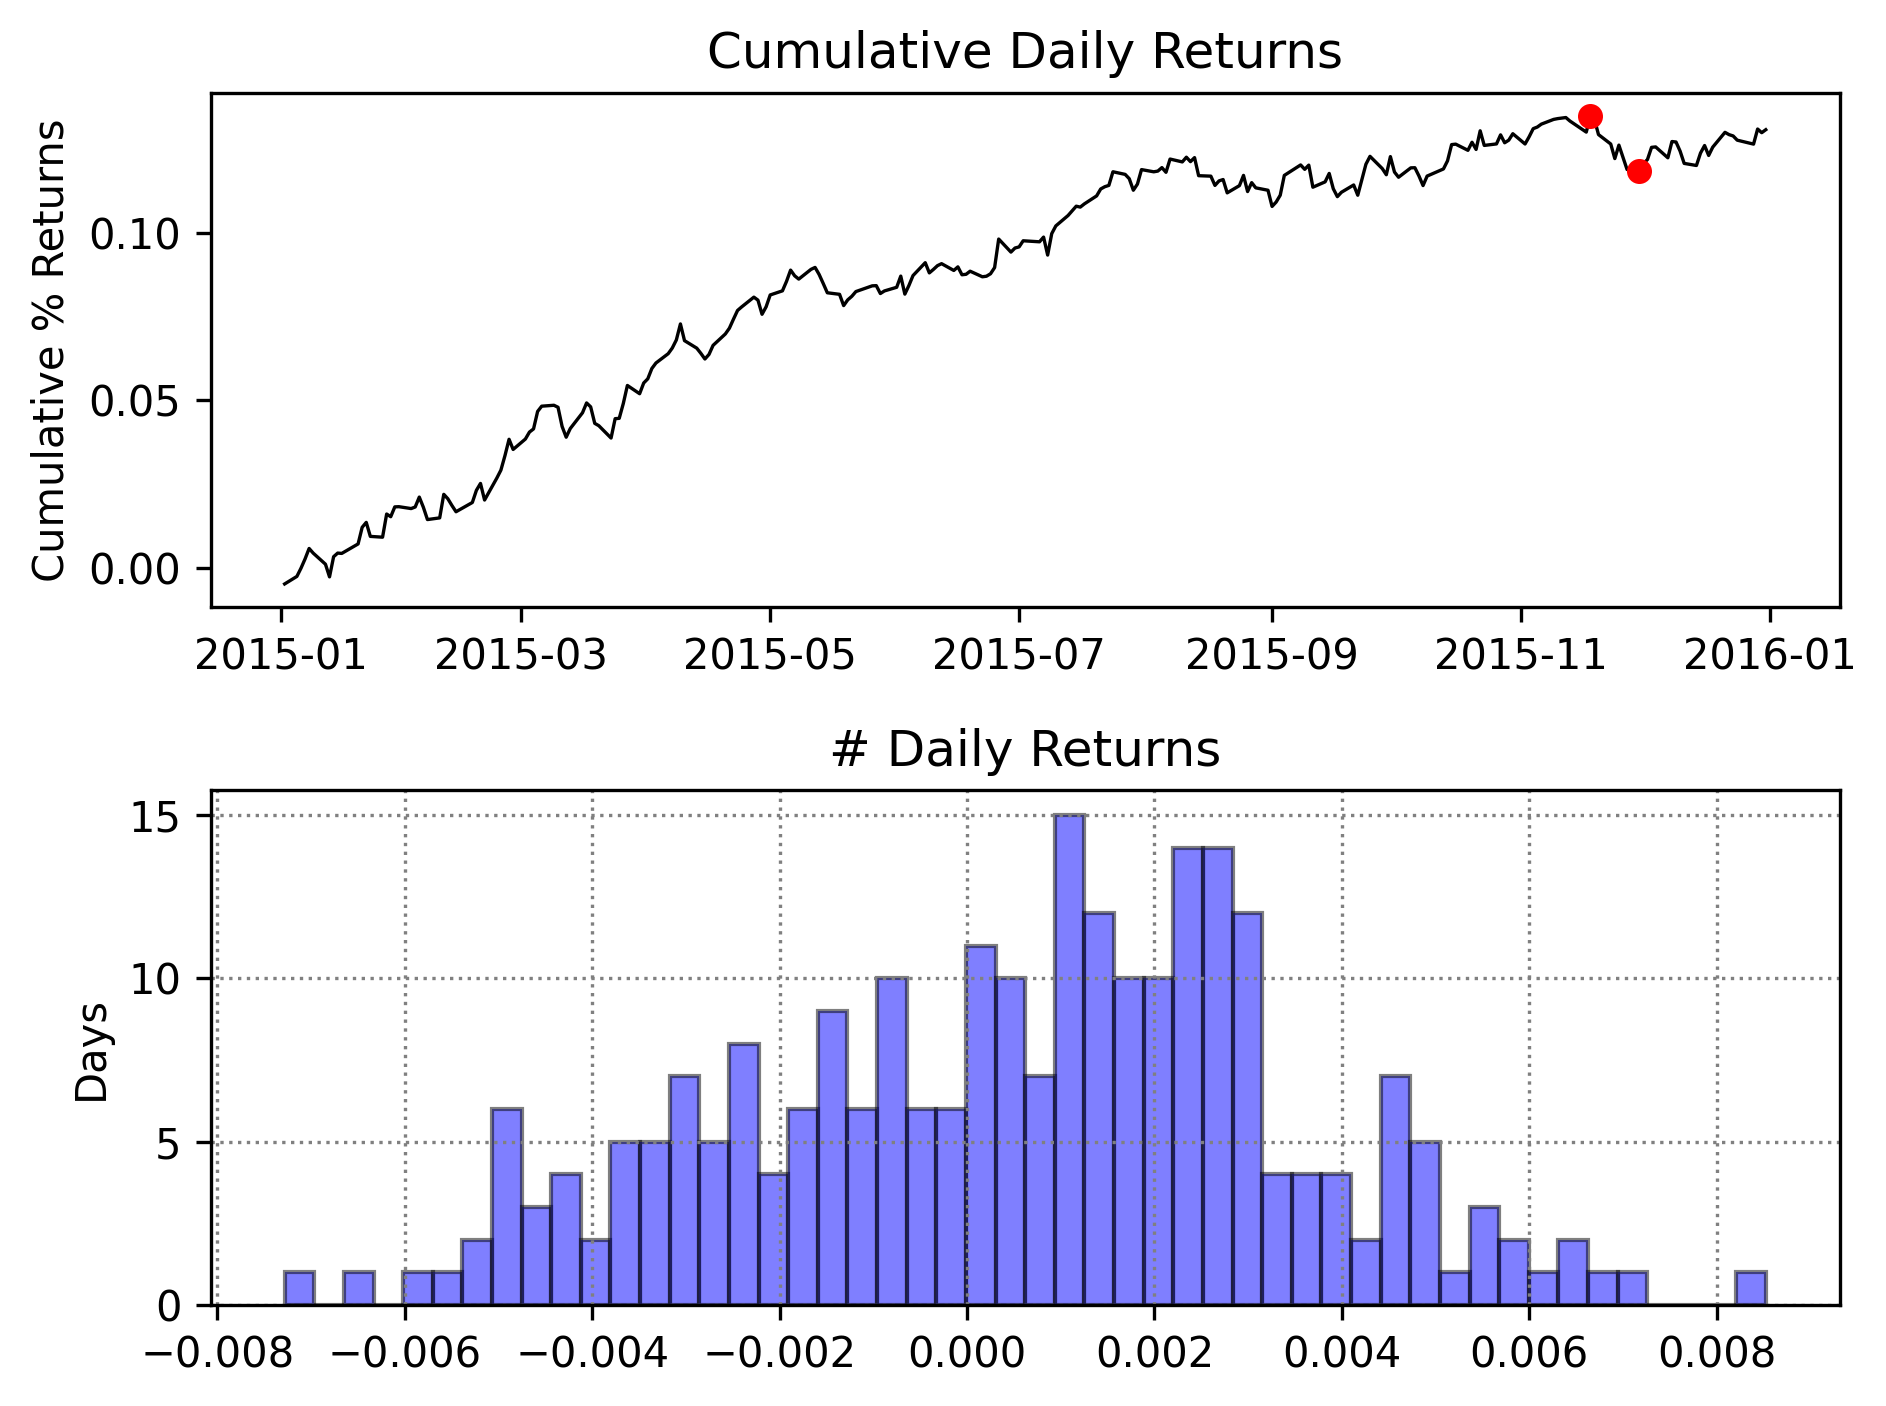 Cumulative Daily Returns
Cumulative % Returns
0.10
0.05
0.00
2015-01 2015-03 2015-05 2015-07 2015-09 2015-11 2016-01
# Daily Returns
Days
15
10
5
0
−0.008 −0.006 −0.004 −0.002 0.000 0.002 0.004 0.006 0.008